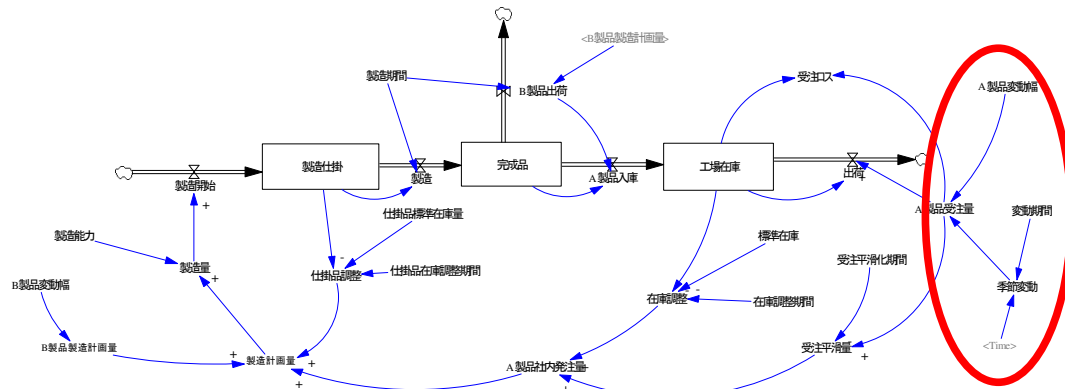 <B製品製造計画量>
製造期間
受注ロス
A製品変動幅
B製品出荷
製造仕掛
完成品
工場在庫
製造開始
製造
A製品入庫
出荷
+
+
A製品受注量
変動期間
仕掛品標準在庫量
製造能力
標準在庫
-
受注平滑化期間
製造量
+
仕掛品調整
仕掛品在庫調整期間
B製品変動幅
季節変動
在庫調整
-
-
在庫調整期間
B製品製造計画量
+
製造計画量
+
+
受注平滑量
+
<Time>
A製品社内発注量
+
+